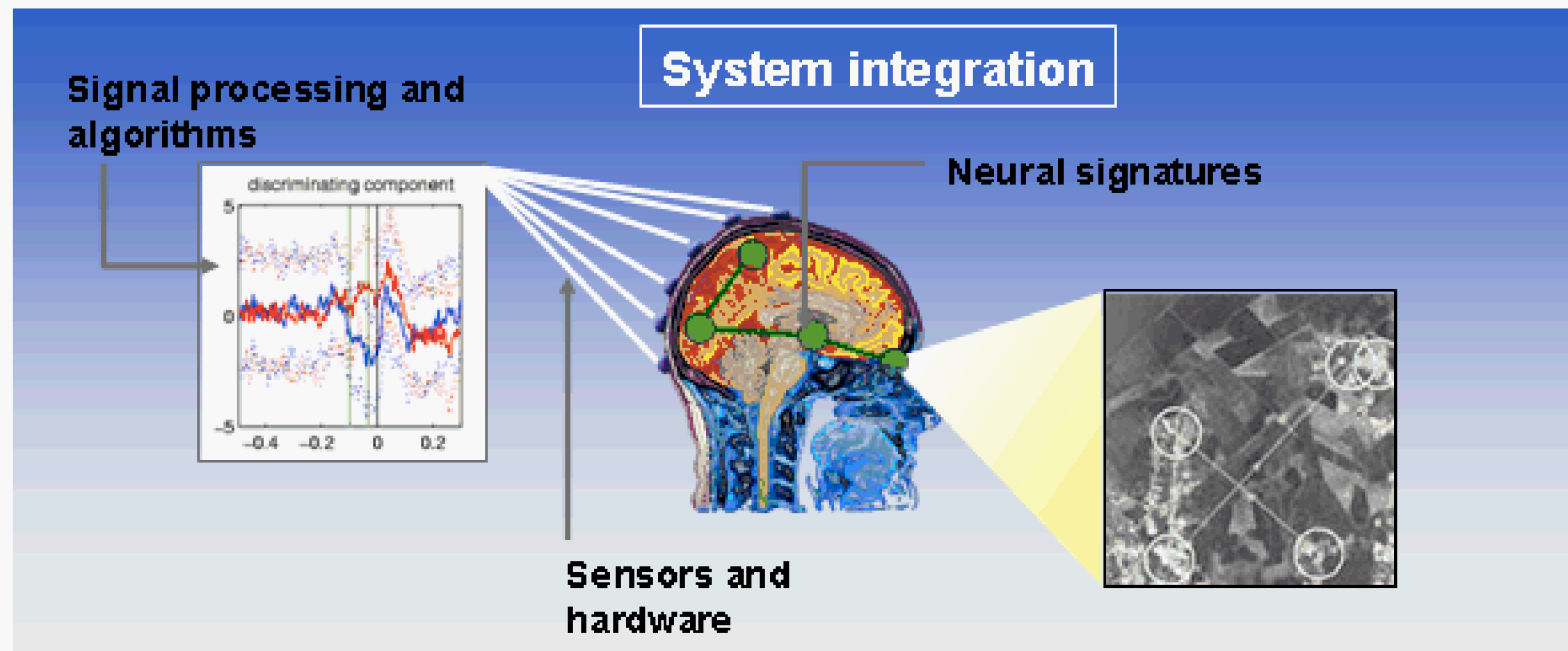 System integration
Signal processing and
algorithms
Neural signatures
discriminating component
5
0
-5
-0.4 -0.2 0 0.2
Sensors and
hardware